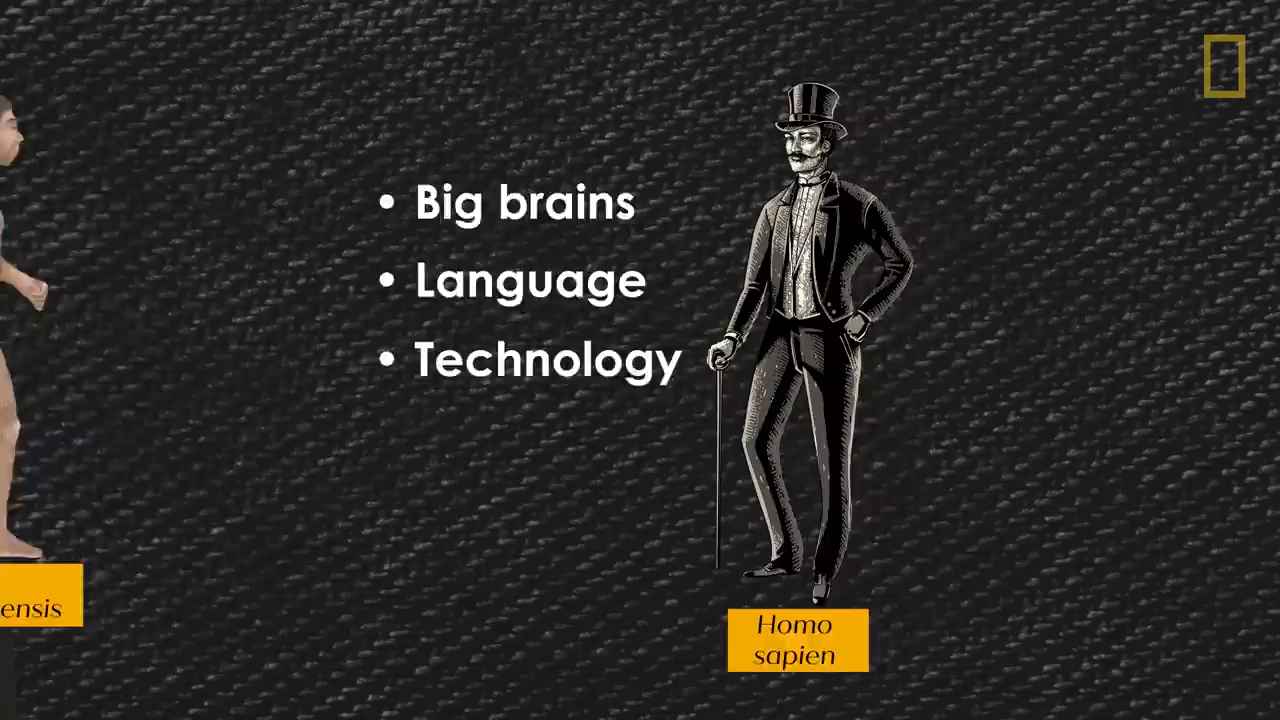 • Big brains
• Language
• Technology
ensis
Homo
sapien